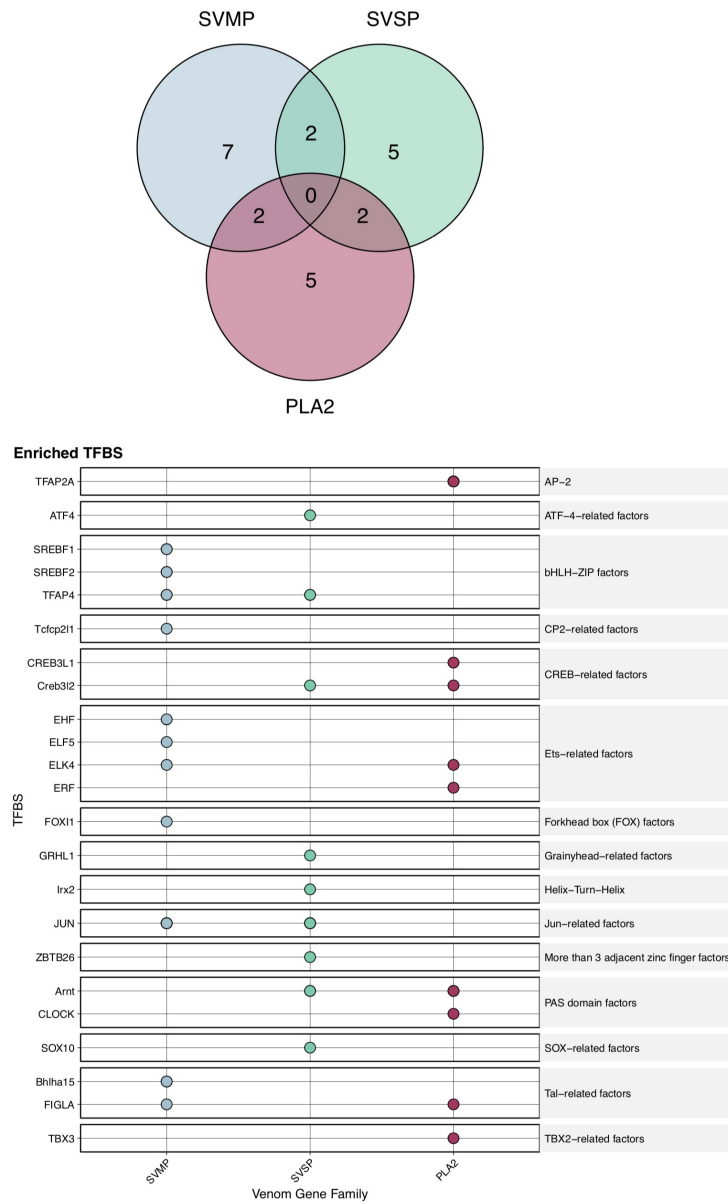 SVMP SVSP
7
2
5
0
2
2
5
PLA2
Enriched TFBS
TFAP2A AP−2
ATF4 ATF−4−related factors
SREBF1
SREBF2 bHLH−ZIP factors
TFAP4
Tcfcp2l1 CP2−related factors
CREB3L1
CREB−related factors
Creb3l2
EHF
ELF5
Ets−related factors
ELK4
ERF
FOXI1 Forkhead box (FOX) factors
GRHL1 Grainyhead−related factors
Irx2 Helix−Turn−Helix
JUN Jun−related factors
ZBTB26 More than 3 adjacent zinc finger factors
Arnt
PAS domain factors
CLOCK
SOX10 SOX−related factors
Bhlha15
Tal−related factors
FIGLA
TBX3 TBX2−related factors
TFBS
SVMP SVSP PLA2
Venom Gene Family